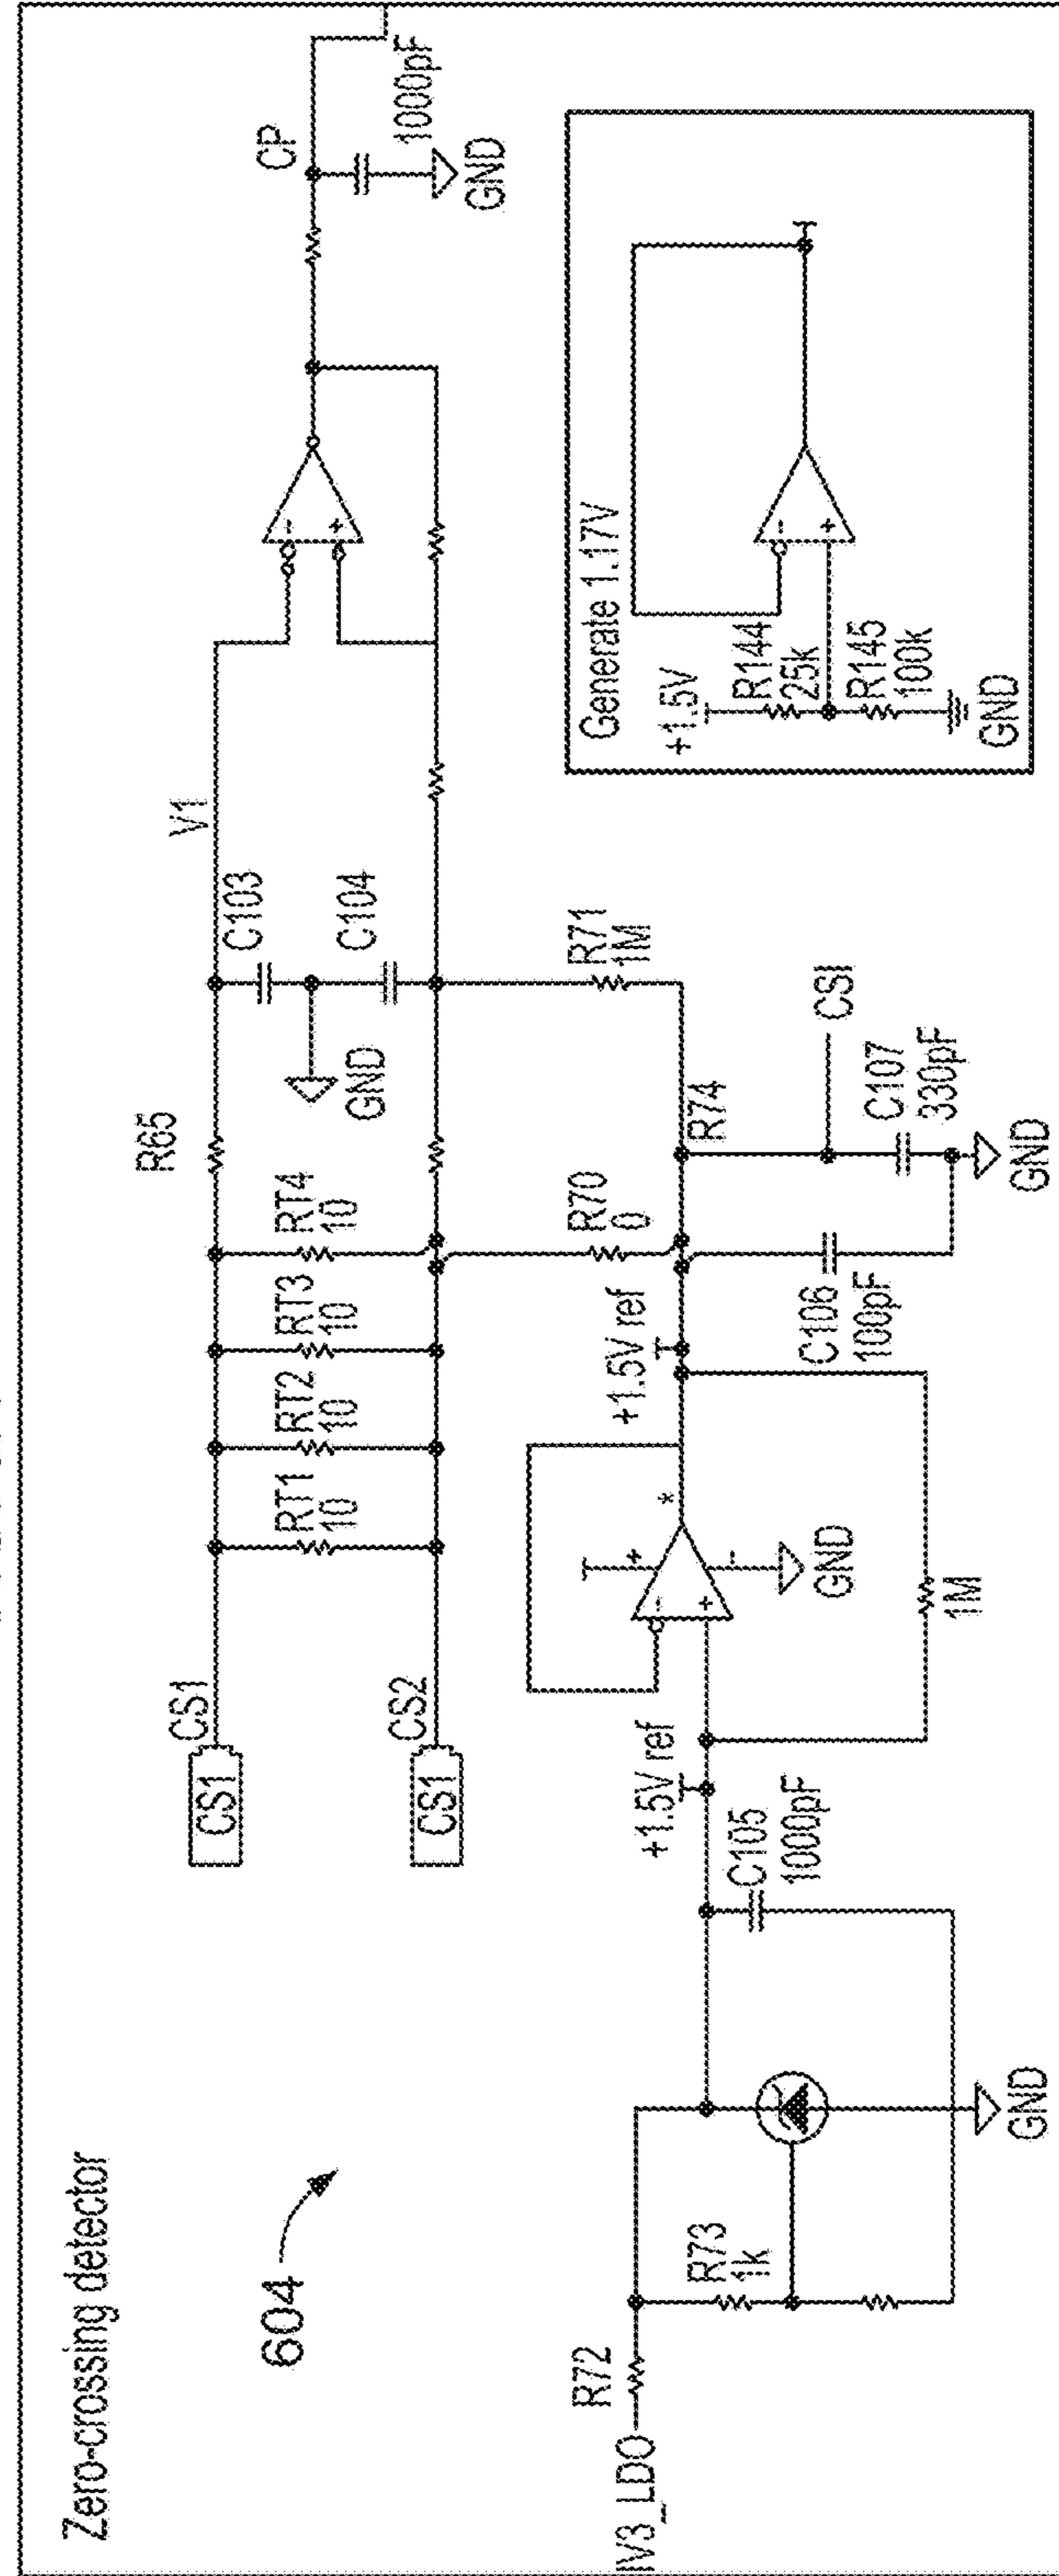 Zero-crossing detector
604
CS1
CS1
CS1
CS2
RT1
10
RT2
10
RT3
10
RT4
10
R65
C103
C104
GND
V1
CP
1000pF
GND
-
+
R72
R73
1k
GND
C105
1000pF
+1.5V ref
-
+
+
-
*
GND
1M
+1.5V ref
R70
0
R71
1M
R74
C106
100pF
CSI
C107
330pF
GND
Generate 1.17V
+1.5V
R144
25k
R145
100k
GND
-
+